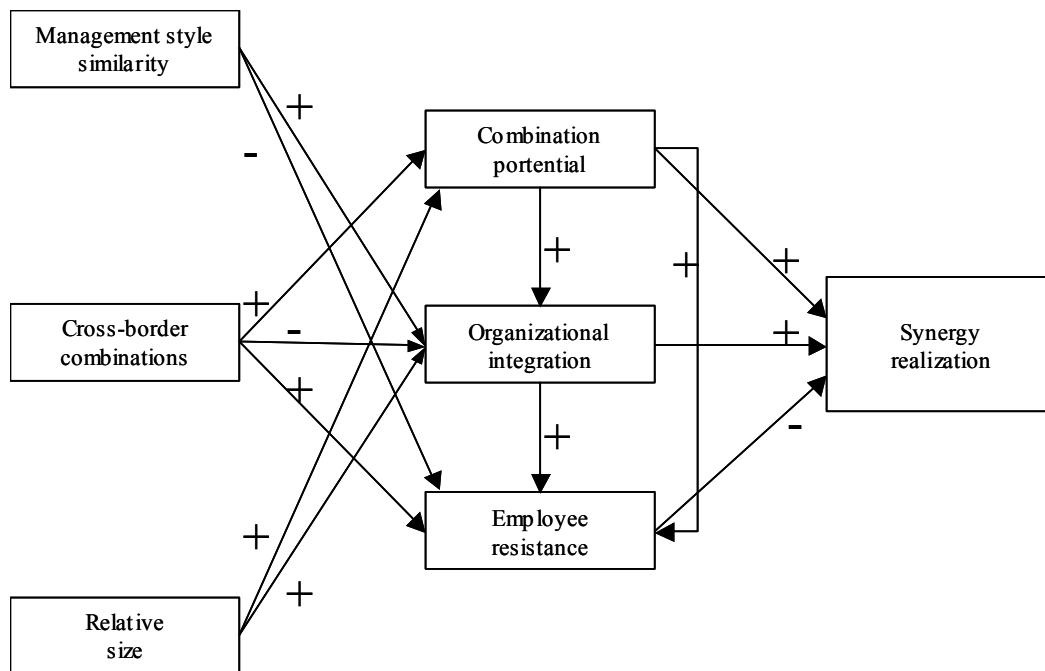 Management style
similarity
+
-
Combination
portential
+
+
+
Cross-border
combinations
+
-
+
Organizational
integration
+
Synergy
realization
+
-
Employee
resistance
+
+
Relative
size